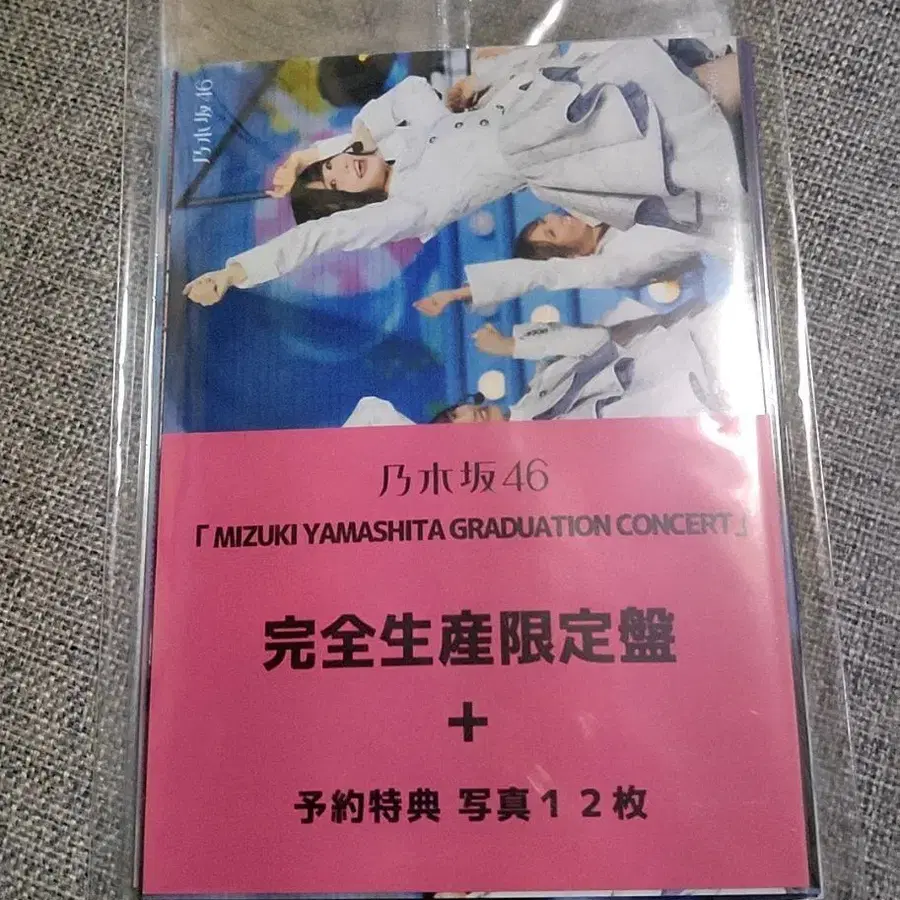 乃木坂46
乃木坂46
「MIZUKI YAMASHITA GRADUATION CONCERT」
完全生産限定盤
+
予約特典 写真12枚